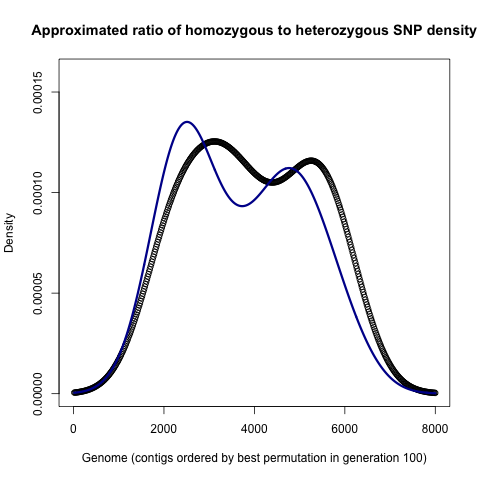 Approximated ratio of homozygous to heterozygous SNP density
0.00015
0.00010
0.00005
0.00000
Density
0 2000 4000 6000 8000
Genome (contigs ordered by best permutation in generation 100)